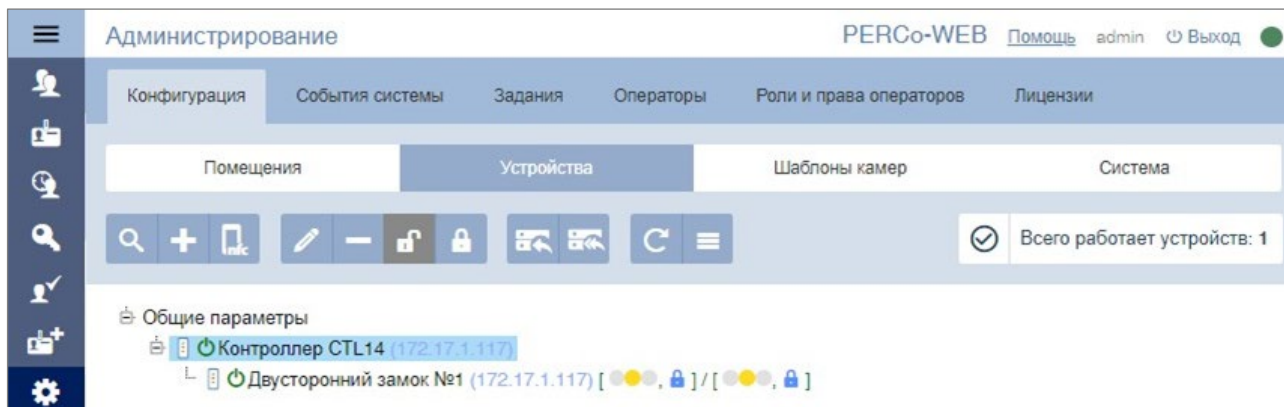 Администрирование PERCo-WEB Помощь admin Выход
Конфигурация События системы Задания Операторы Роли и права операторов Лицензии
Помещения Устройства Шаблоны камер Система
nfc Всего работает устройств: 1
Общие параметры
Контроллер CTL14 (172.17.1.117)
Двусторонний замок №1 (172.17.1.117) [ , ] / [ , ]